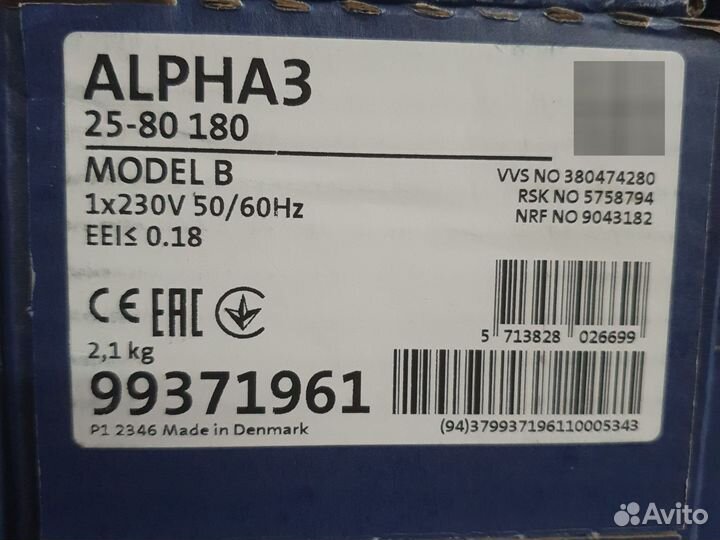 ALPHA3
25-80 180
MODEL B
1x230V 50/60Hz
EEI≤ 0.18
VVS NO 380474280
RSK NO 5758794
NRF NO 9043182
CE EAC
5 713828 026699
2,1 kg
99371961
(94)379937196110005343
P1 2346 Made in Denmark
Avito